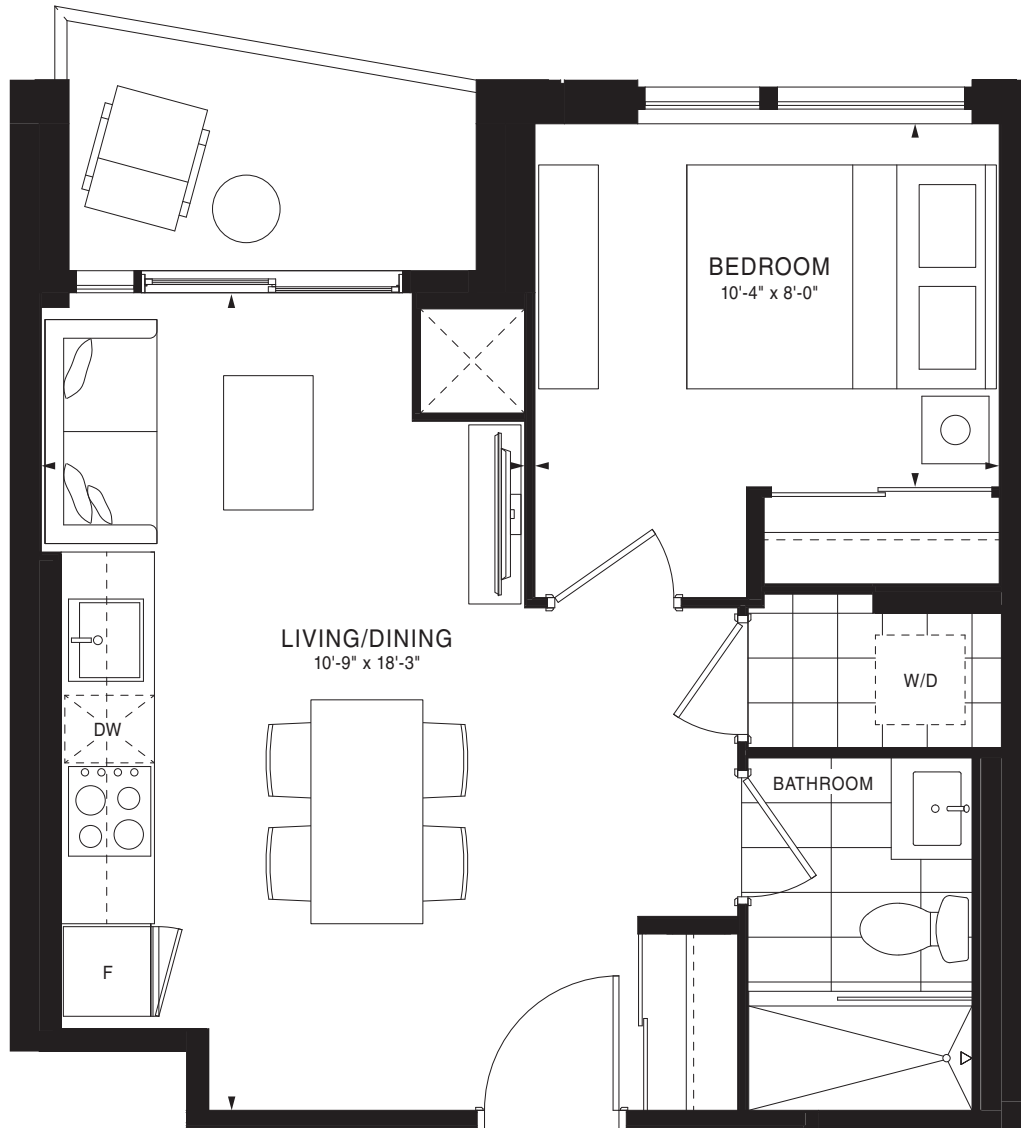 BEDROOM
10'-4" x 8'-0"
LIVING/DINING
10'-9" x 18'-3"
W/D
DW
BATHROOM
F